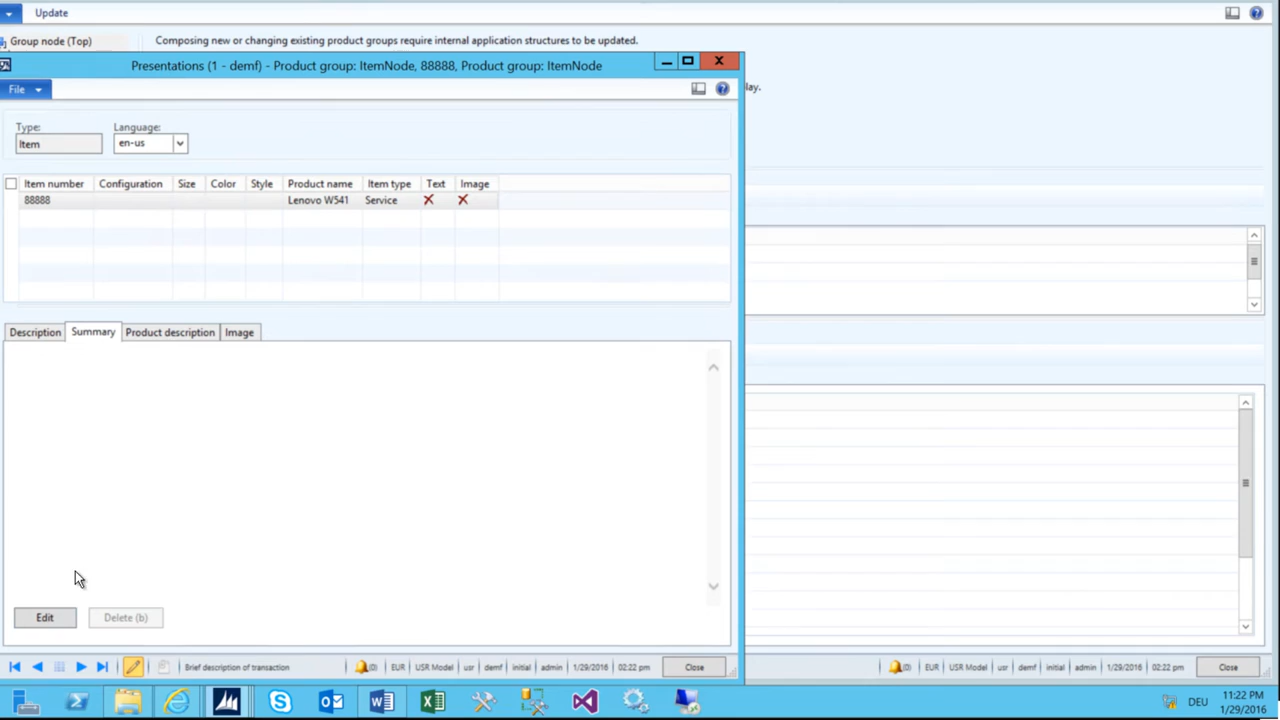 Update
Group node (Top)
Composing new or changing existing product groups require internal application structures to be updated.
Presentations (1 - demf) - Product group: ItemNode, 88888, Product group: ItemNode
File
lay.
Type:
Language:
Item
en-us
Item number Configuration Size Color Style Product name Item type Text Image
88888 Lenovo W541 Service
Description Summary Product description Image
Edit Delete (b)
Brief description of transaction (0) EUR USR Model usr demf initial admin 1/29/2016 02:22 pm Close
(0) EUR USR Model usr demf initial admin 1/29/2016 02:22 pm Close
DEU 11:22 PM
1/29/2016